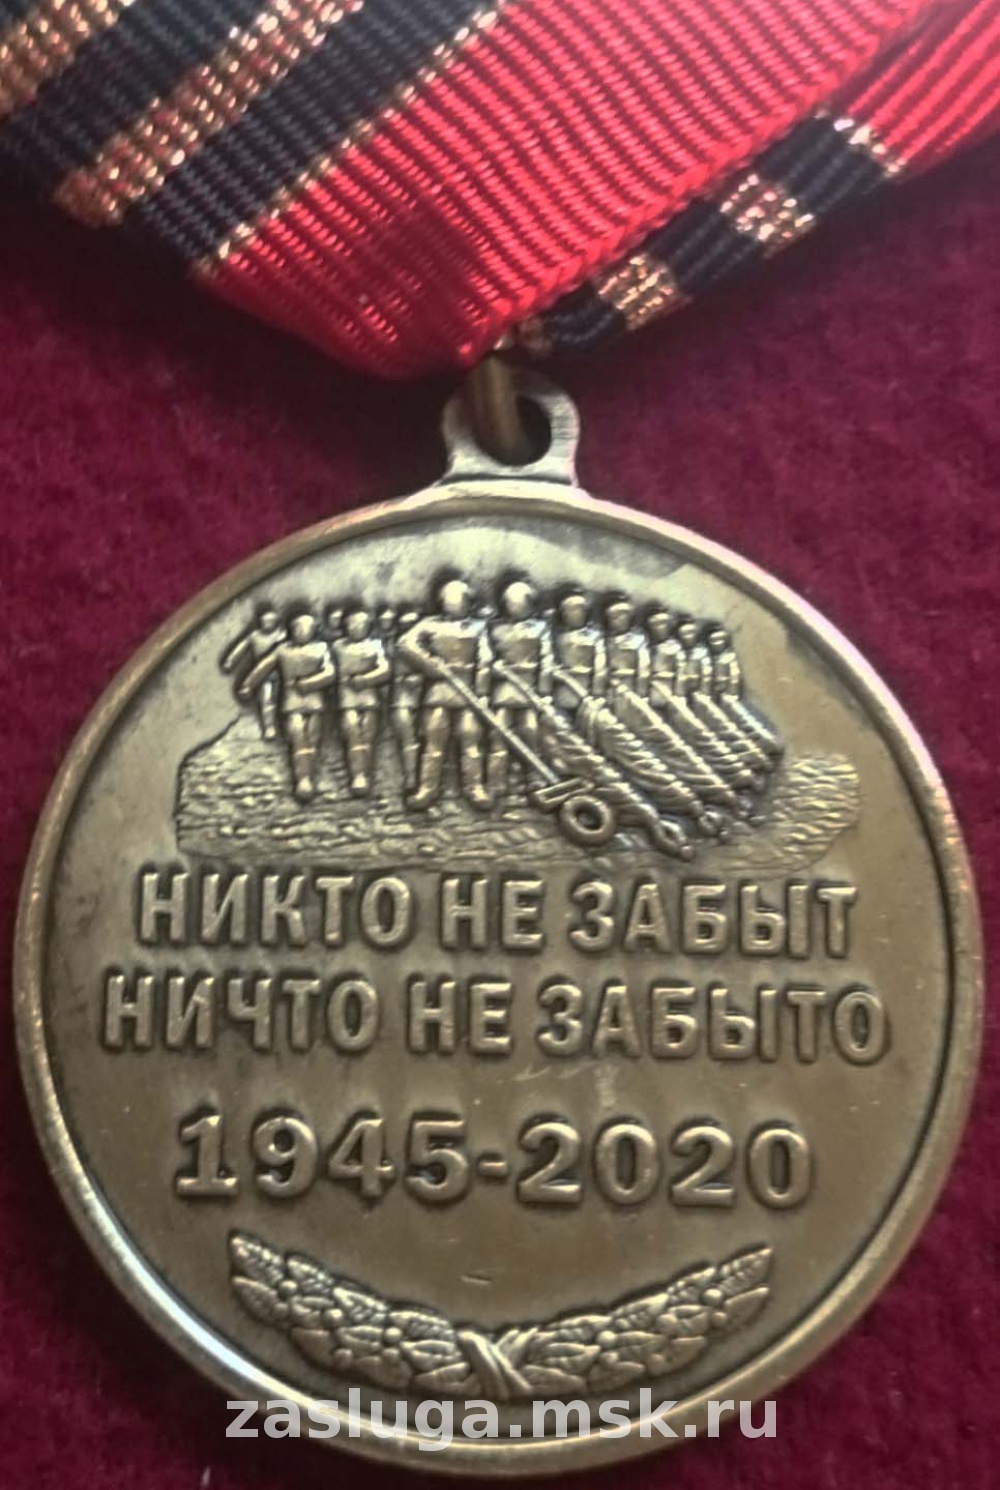 НИКТО НЕ ЗАБЫТ
НИЧТО НЕ ЗАБЫТО
1945-2020
zasluga.msk.ru